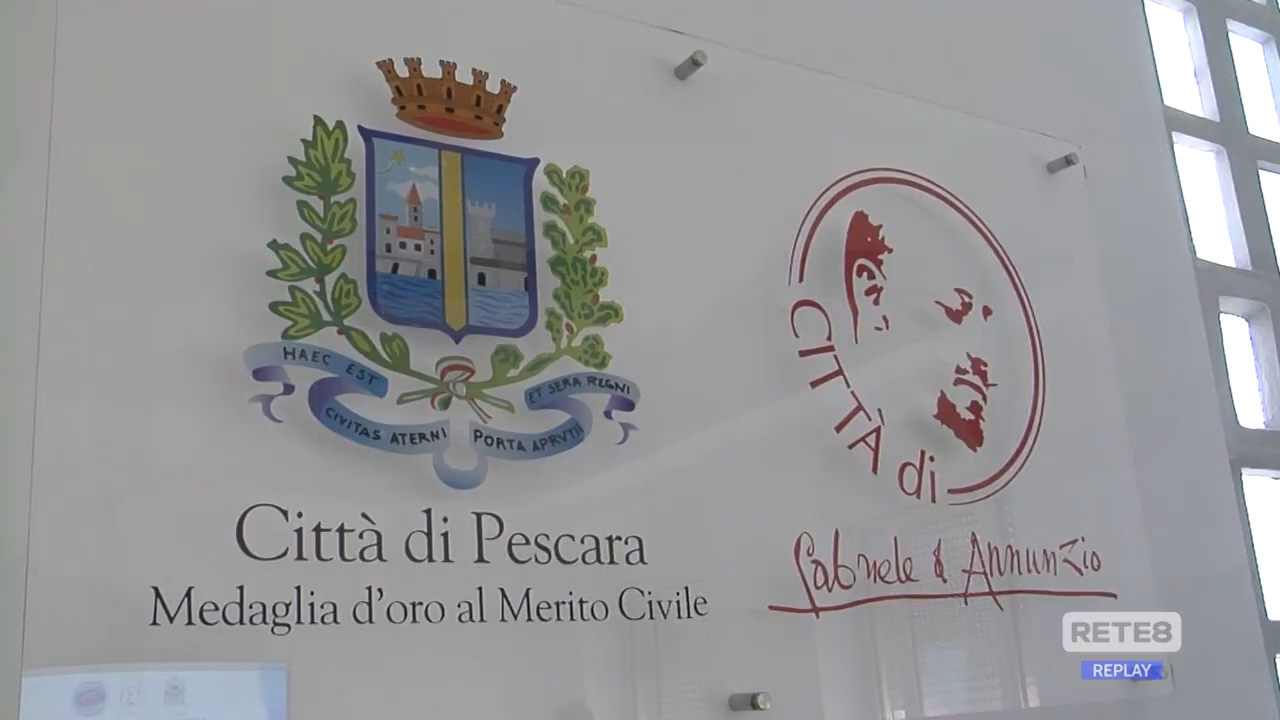 HAEC EST
CIVITAS ATERNI
PORTA APRVTII
ET SERA REGNI
Città di Pescara
Medaglia d'oro al Merito Civile
CITTÀ di
Gabriele d'Annunzio
RETE8
REPLAY